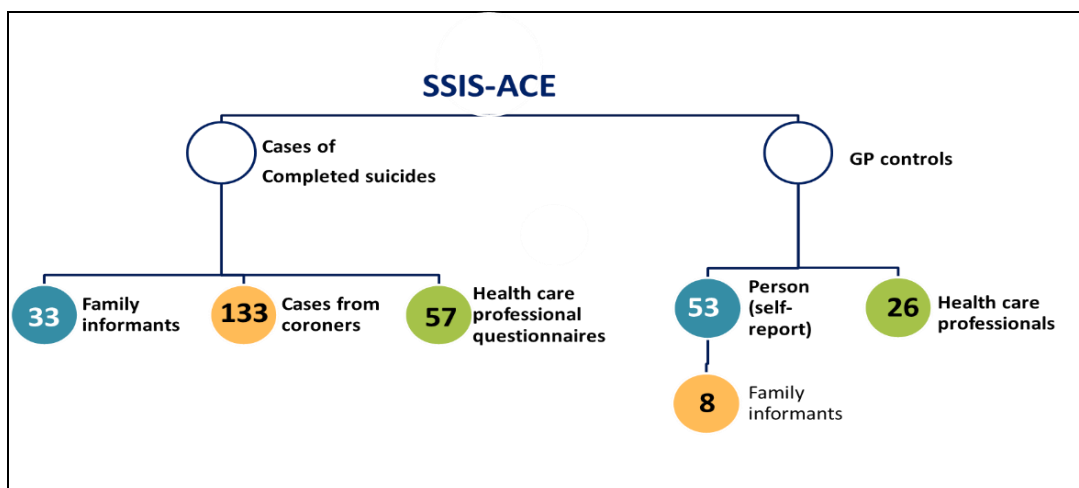 SSIS-ACE
Cases of
Completed suicides
GP controls
33
Family
informants
133
Cases from
coroners
57
Health care
professional
questionnaires
53
Person
(self-
report)
26
Health care
professionals
8
Family
informants